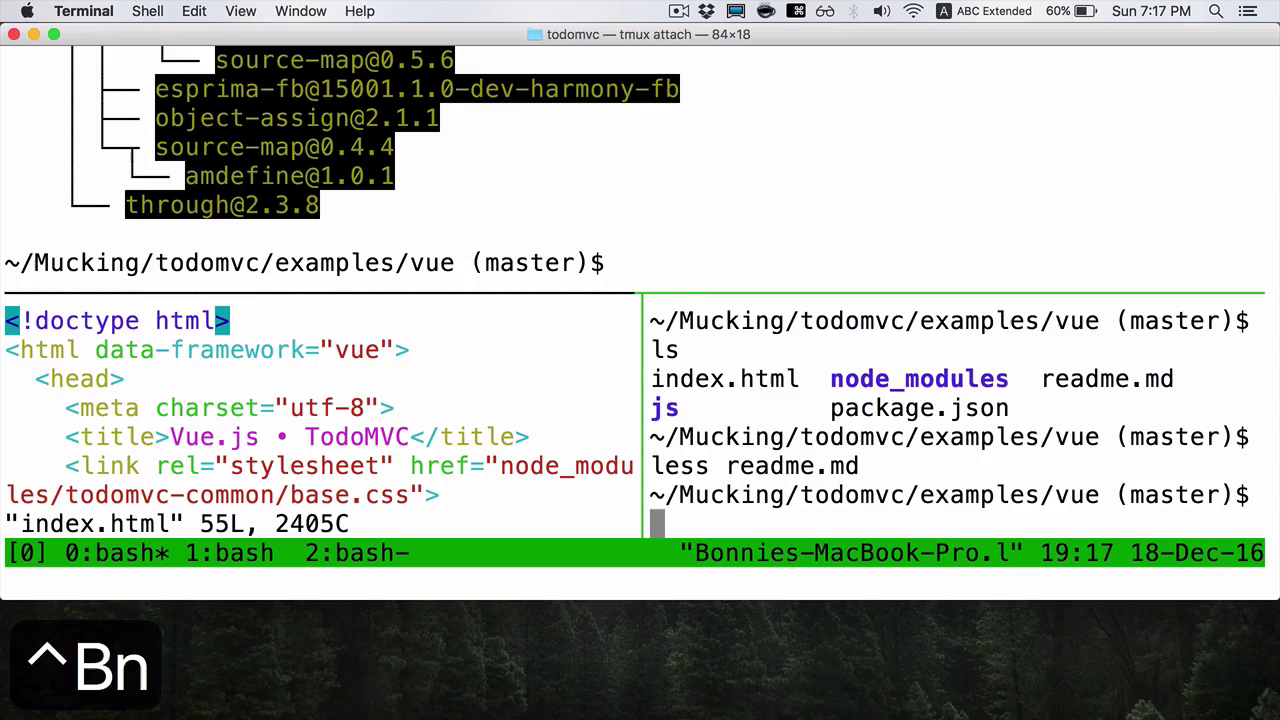 Terminal Shell Edit View Window Help A ABC Extended 60% Sun 7:17 PM
todomvc — tmux attach — 84×18
└── source-map@0.5.6
├── esprima-fb@15001.1.0-dev-harmony-fb
├── object-assign@2.1.1
└─┬ source-map@0.4.4
└── amdefine@1.0.1
└── through@2.3.8
~/Mucking/todomvc/examples/vue (master)$
<!doctype html>
<html data-framework="vue">
<head>
<meta charset="utf-8">
<title>Vue.js • TodoMVC</title>
<link rel="stylesheet" href="node_modu
les/todomvc-common/base.css">
"index.html" 55L, 2405C
~/Mucking/todomvc/examples/vue (master)$
ls
index.html node_modules readme.md
js package.json
~/Mucking/todomvc/examples/vue (master)$
less readme.md
~/Mucking/todomvc/examples/vue (master)$
[0] 0:bash* 1:bash 2:bash- "Bonnies-MacBook-Pro.l" 19:17 18-Dec-16
^Bn